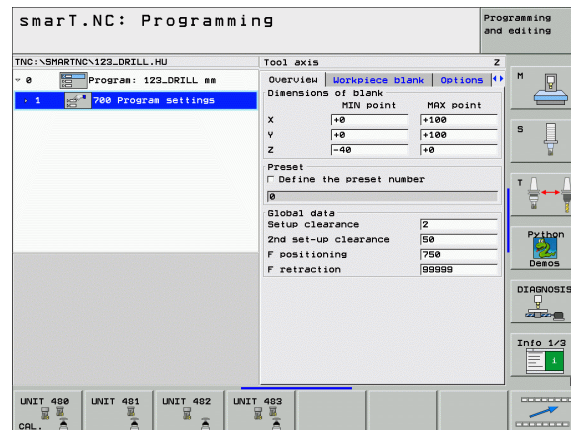 smarT.NC: Programming
Programming and editing
TNC:\SMARTNC\123_DRILL.HU
0 Program: 123_DRILL mm
1 700 Program settings
Tool axis Z
Overview Workpiece blank Options
Dimensions of blank
MIN point MAX point
X +0 +100
Y +0 +100
Z -40 +0
Preset
Define the preset number
0
Global data
Setup clearance 2
2nd set-up clearance 50
F positioning 750
F retraction 99999
M
S
T
Python
Demos
DIAGNOSIS
Info 1/3
i
UNIT 480 UNIT 481 UNIT 482 UNIT 483
CAL.